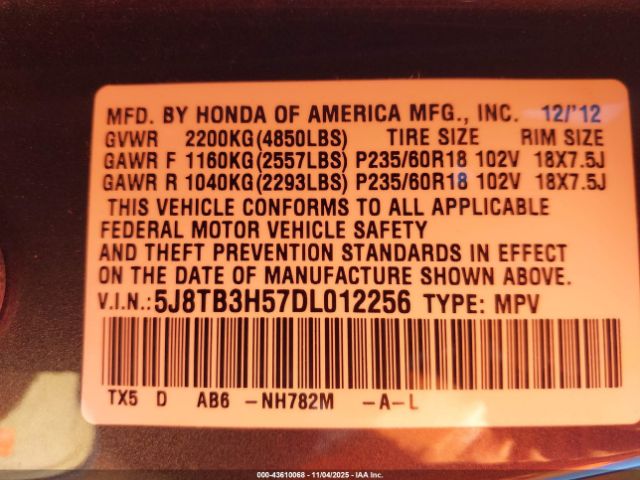 MFD. BY HONDA OF AMERICA MFG., INC. 12/'12
GVWR 2200KG(4850LBS) TIRE SIZE RIM SIZE
GAWR F 1160KG(2557LBS) P235/60R18 102V 18X7.5J
GAWR R 1040KG(2293LBS) P235/60R18 102V 18X7.5J
THIS VEHICLE CONFORMS TO ALL APPLICABLE
FEDERAL MOTOR VEHICLE SAFETY
AND THEFT PREVENTION STANDARDS IN EFFECT
ON THE DATE OF MANUFACTURE SHOWN ABOVE.
V.I.N.: 5J8TB3H57DL012256 TYPE: MPV
TX5 D AB6 -NH782M -A-L
000-43610068 - 11/04/2025 - IAA Inc.